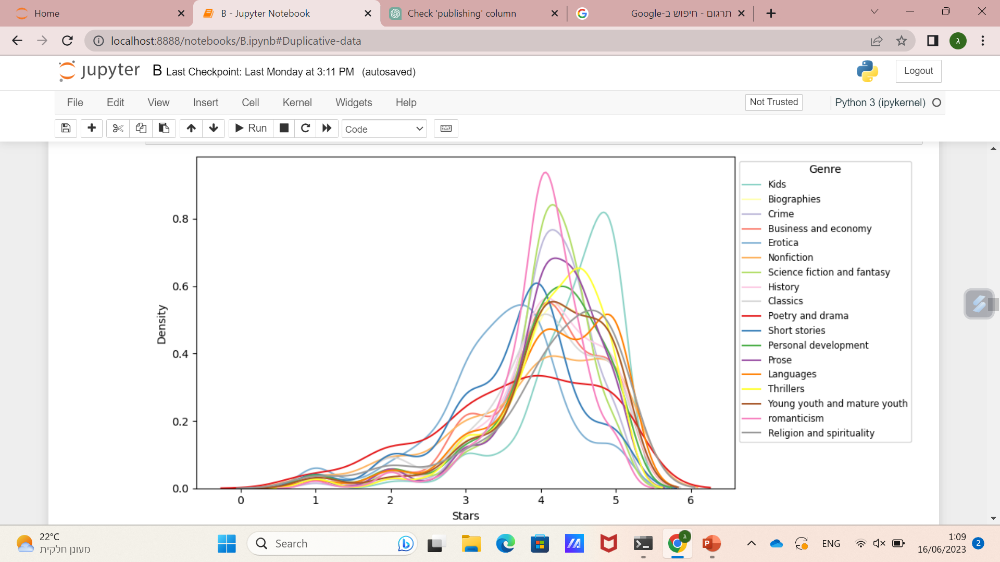 Home
B - Jupyter Notebook
Check 'publishing' column
תרגום - חיפוש ב-Google
localhost:8888/notebooks/B.ipynb#Duplicative-data
ג
jupyter B Last Checkpoint: Last Monday at 3:11 PM (autosaved)
Logout
File Edit View Insert Cell Kernel Widgets Help
Not Trusted
Python 3 (ipykernel)
Run
Code
Genre
Kids
Biographies
Crime
Business and economy
Erotica
Nonfiction
Science fiction and fantasy
History
Classics
Poetry and drama
Short stories
Personal development
Prose
Languages
Thrillers
Young youth and mature youth
romanticism
Religion and spirituality
0.8
0.6
0.4
0.2
0.0
Density
0 1 2 3 4 5 6
Stars
22°C
מעונן חלקית
Search
ג
P
ENG
1:09
16/06/2023
2